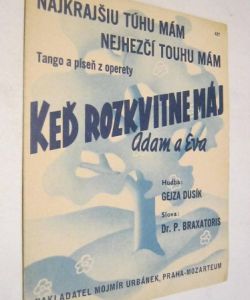 NAJKRAJŠIU TÚHU MÁM
427
NEJHEZČÍ TOUHU MÁM
Tango a píseň z operety
KEĎ ROZKVITNE MÁJ
Adam a Eva
Hudba:
GEJZA DUSÍK
Slova:
Dr. P. BRAXATORIS
NAKLADATEL MOJMÍR URBÁNEK, PRAHA-MOZARTEUM